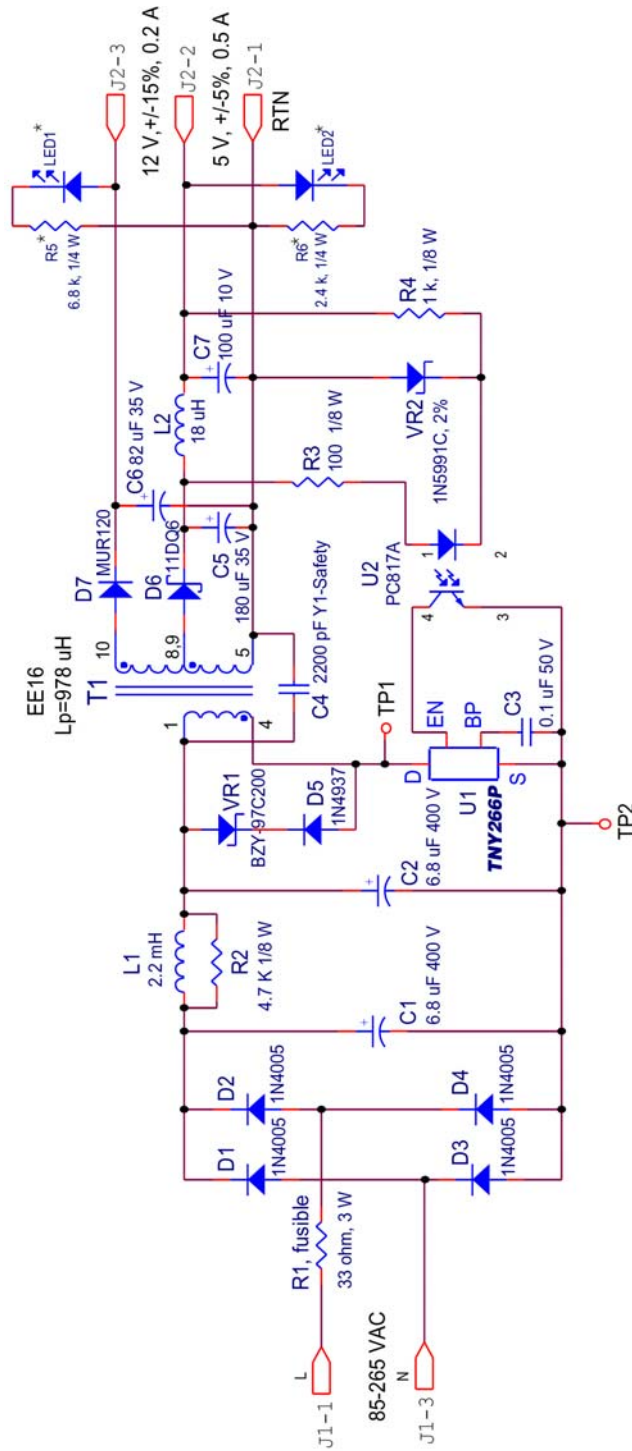 J1-1
L
85-265 VAC
N
J1-3
R1, fusible
33 ohm, 3 W
D1
1N4005
D2
1N4005
D3
1N4005
D4
1N4005
C1
6.8 uF 400 V
+
L1
2.2 mH
R2
4.7 K 1/8 W
C2
6.8 uF 400 V
+
VR1
BZY-97C200
D5
1N4937
EE16
Lp=978 uH
T1
1
4
10
8,9
5
C4
2200 pF Y1-Safety
TP1
D
EN
BP
S
U1
TNY266P
C3
0.1 uF 50 V
TP2
D7
MUR120
D6
11DQ6
C5
180 uF 35 V
+
C6
82 uF 35 V
+
L2
18 uH
C7
100 uF 10 V
+
R3
100 1/8 W
U2
PC817A
1
2
3
4
VR2
1N5991C, 2%
R4
1 k, 1/8 W
R5*
6.8 k, 1/4 W
LED1*
R6*
2.4 k, 1/4 W
LED2*
J2-3
12 V,+/-15%, 0.2 A
J2-2
5 V, +/-5%, 0.5 A
J2-1
RTN